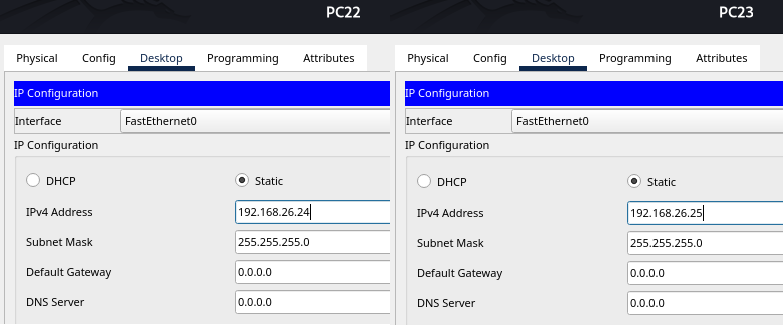 PC22
Physical Config Desktop Programming Attributes
IP Configuration
Interface FastEthernet0
IP Configuration
DHCP Static
IPv4 Address 192.168.26.24
Subnet Mask 255.255.255.0
Default Gateway 0.0.0.0
DNS Server 0.0.0.0
PC23
Physical Config Desktop Programming Attributes
IP Configuration
Interface FastEthernet0
IP Configuration
DHCP Static
IPv4 Address 192.168.26.25
Subnet Mask 255.255.255.0
Default Gateway 0.0.0.0
DNS Server 0.0.0.0